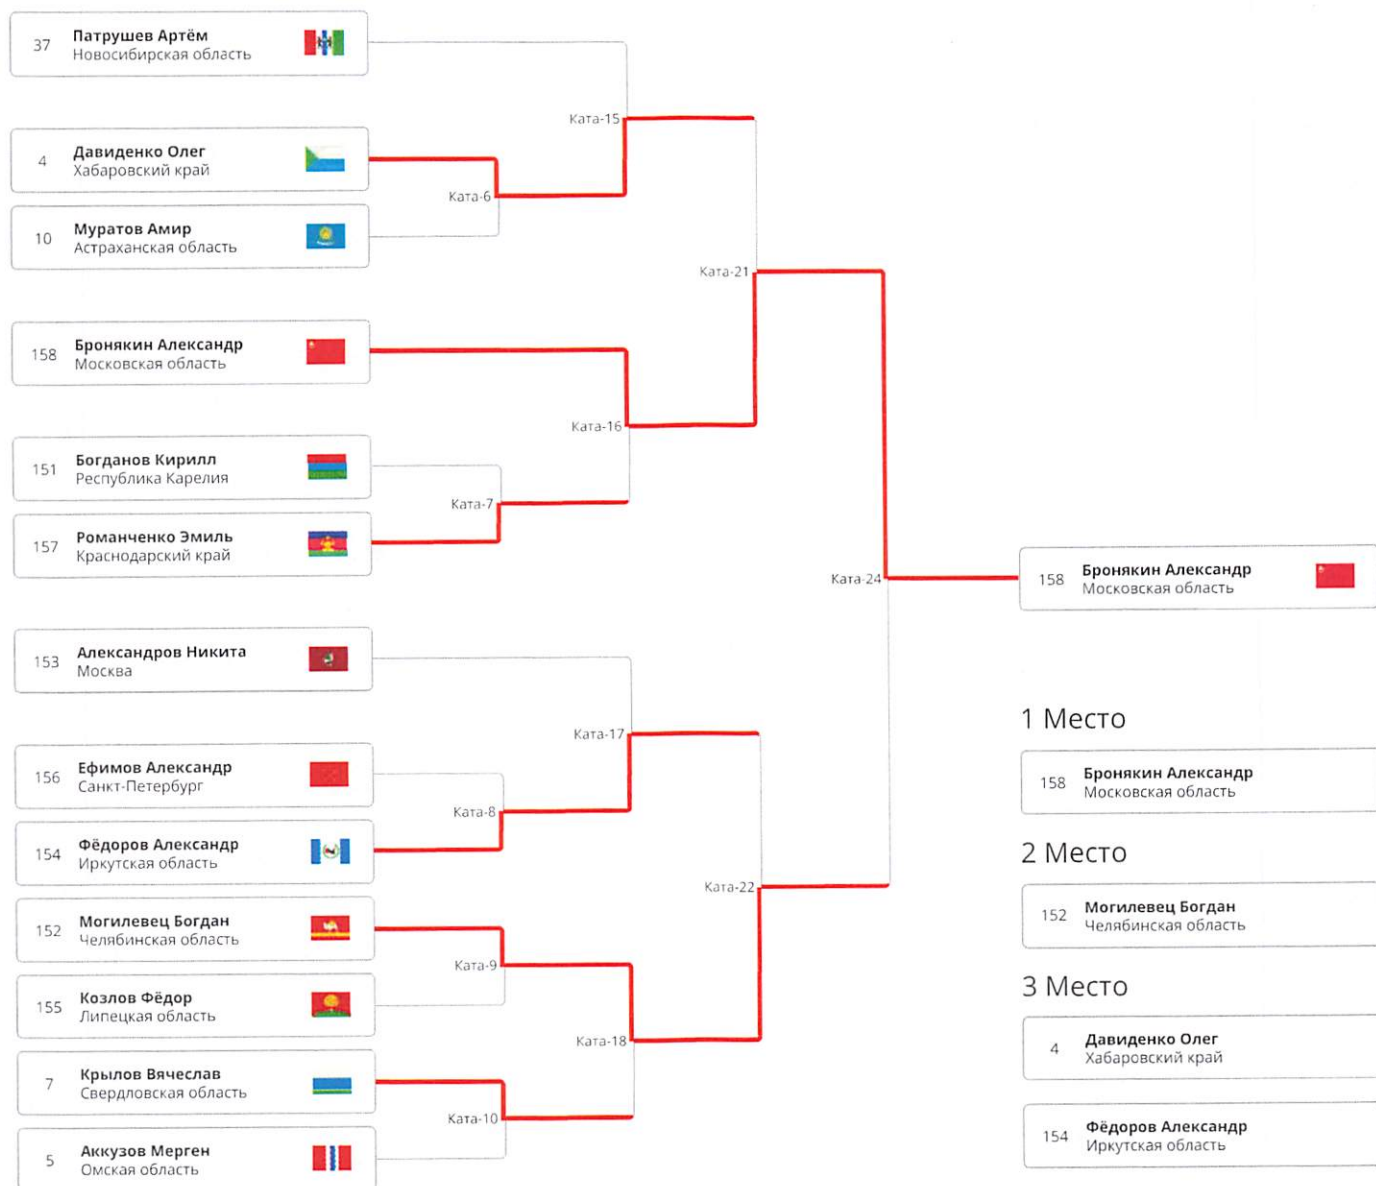 37
Патрушев Артём
Новосибирская область
Ката-15
4
Давиденко Олег
Хабаровский край
Ката-6
10
Муратов Амир
Астраханская область
Ката-21
158
Бронякин Александр
Московская область
Ката-16
151
Богданов Кирилл
Республика Карелия
Ката-7
157
Романченко Эмиль
Краснодарский край
Ката-24
158
Бронякин Александр
Московская область
153
Александров Никита
Москва
Ката-17
156
Ефимов Александр
Санкт-Петербург
Ката-8
154
Фёдоров Александр
Иркутская область
Ката-22
152
Могилевец Богдан
Челябинская область
Ката-9
155
Козлов Фёдор
Липецкая область
Ката-18
7
Крылов Вячеслав
Свердловская область
Ката-10
5
Аккузов Мерген
Омская область
1 Место
158
Бронякин Александр
Московская область
2 Место
152
Могилевец Богдан
Челябинская область
3 Место
4
Давиденко Олег
Хабаровский край
154
Фёдоров Александр
Иркутская область